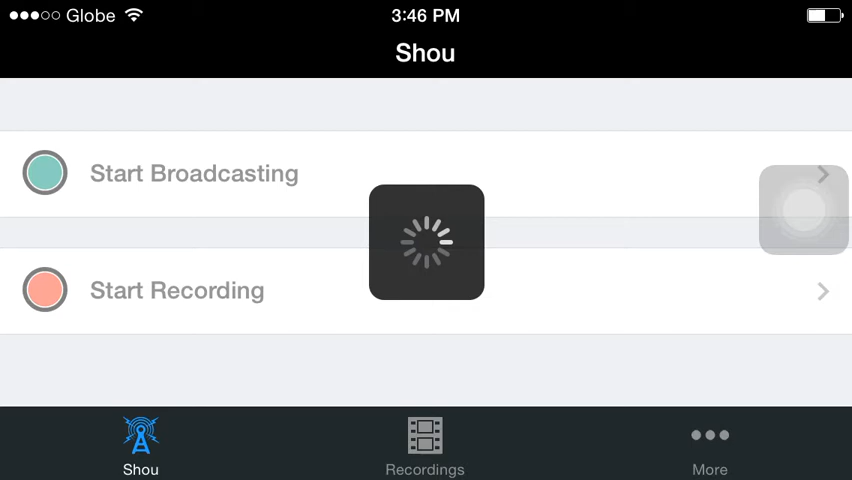 Globe
3:46 PM
Shou
Start Broadcasting
Start Recording
Shou
Recordings
More